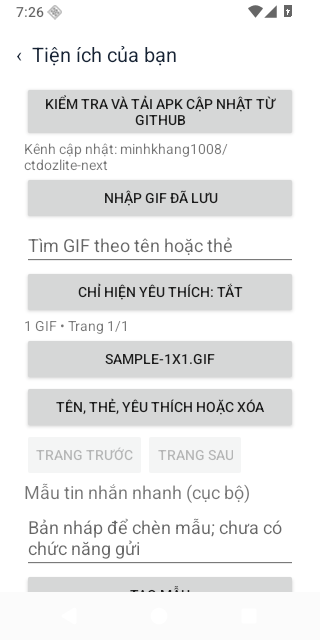 7:26
‹ Tiện ích của bạn
KIỂM TRA VÀ TẢI APK CẬP NHẬT TỪ
GITHUB
Kênh cập nhật: minhkhang1008/
ctdozlite-next
NHẬP GIF ĐÃ LƯU
Tìm GIF theo tên hoặc thẻ
CHỈ HIỆN YÊU THÍCH: TẮT
1 GIF • Trang 1/1
SAMPLE-1X1.GIF
TÊN, THẺ, YÊU THÍCH HOẶC XÓA
TRANG TRƯỚC TRANG SAU
Mẫu tin nhắn nhanh (cục bộ)
Bản nháp để chèn mẫu; chưa có
chức năng gửi
TẠO MẪU